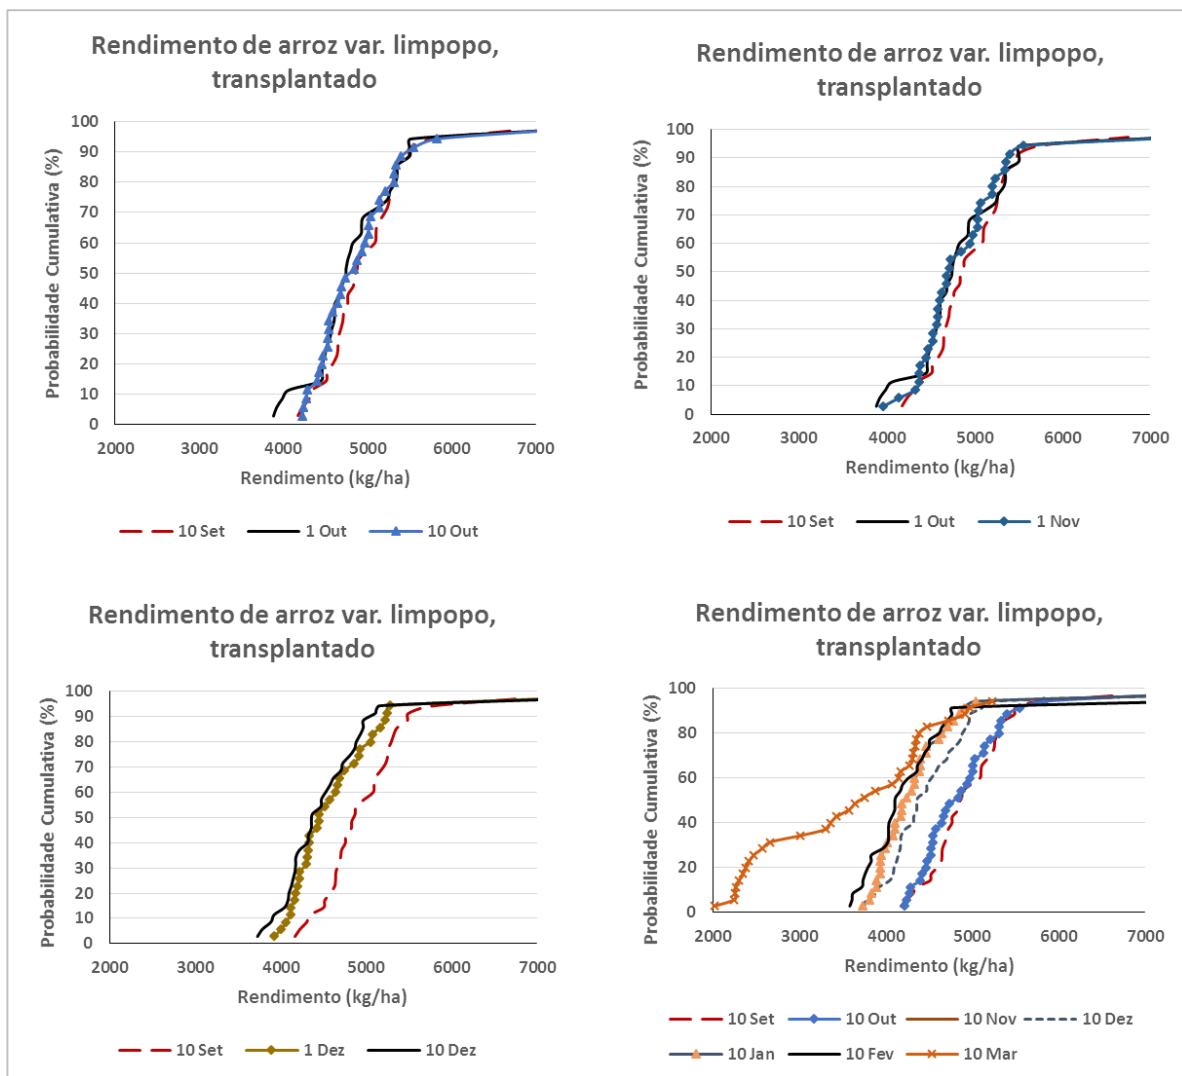 Rendimento de arroz var. limpopo,
transplantado
Probabilidade Cumulativa (%)
100
90
80
70
60
50
40
30
20
10
0
2000 3000 4000 5000 6000 7000
Rendimento (kg/ha)
10 Set 1 Out 10 Out
Rendimento de arroz var. limpopo,
transplantado
Probabilidade Cumulativa (%)
100
90
80
70
60
50
40
30
20
10
0
2000 3000 4000 5000 6000 7000
Rendimento (kg/ha)
10 Set 1 Out 1 Nov
Rendimento de arroz var. limpopo,
transplantado
Probabilidade Cumulativa (%)
100
90
80
70
60
50
40
30
20
10
0
2000 3000 4000 5000 6000 7000
Rendimento (kg/ha)
10 Set 1 Dez 10 Dez
Rendimento de arroz var. limpopo,
transplantado
Probabilidade Cumulativa (%)
100
80
60
40
20
0
2000 3000 4000 5000 6000 7000
Rendimento (kg/ha)
10 Set 10 Out 10 Nov 10 Dez
10 Jan 10 Fev 10 Mar